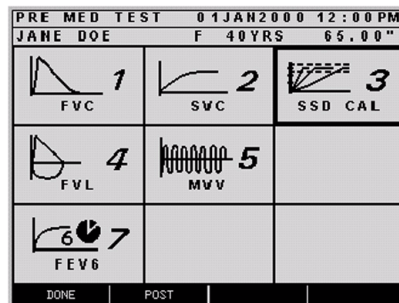 PRE MED TEST 01JAN2000 12:00PM
JANE DOE F 40YRS 65.00"
1 2 3
FVC SVC SSD CAL
4 5
FVL MVV
6 7
FEV6
DONE POST